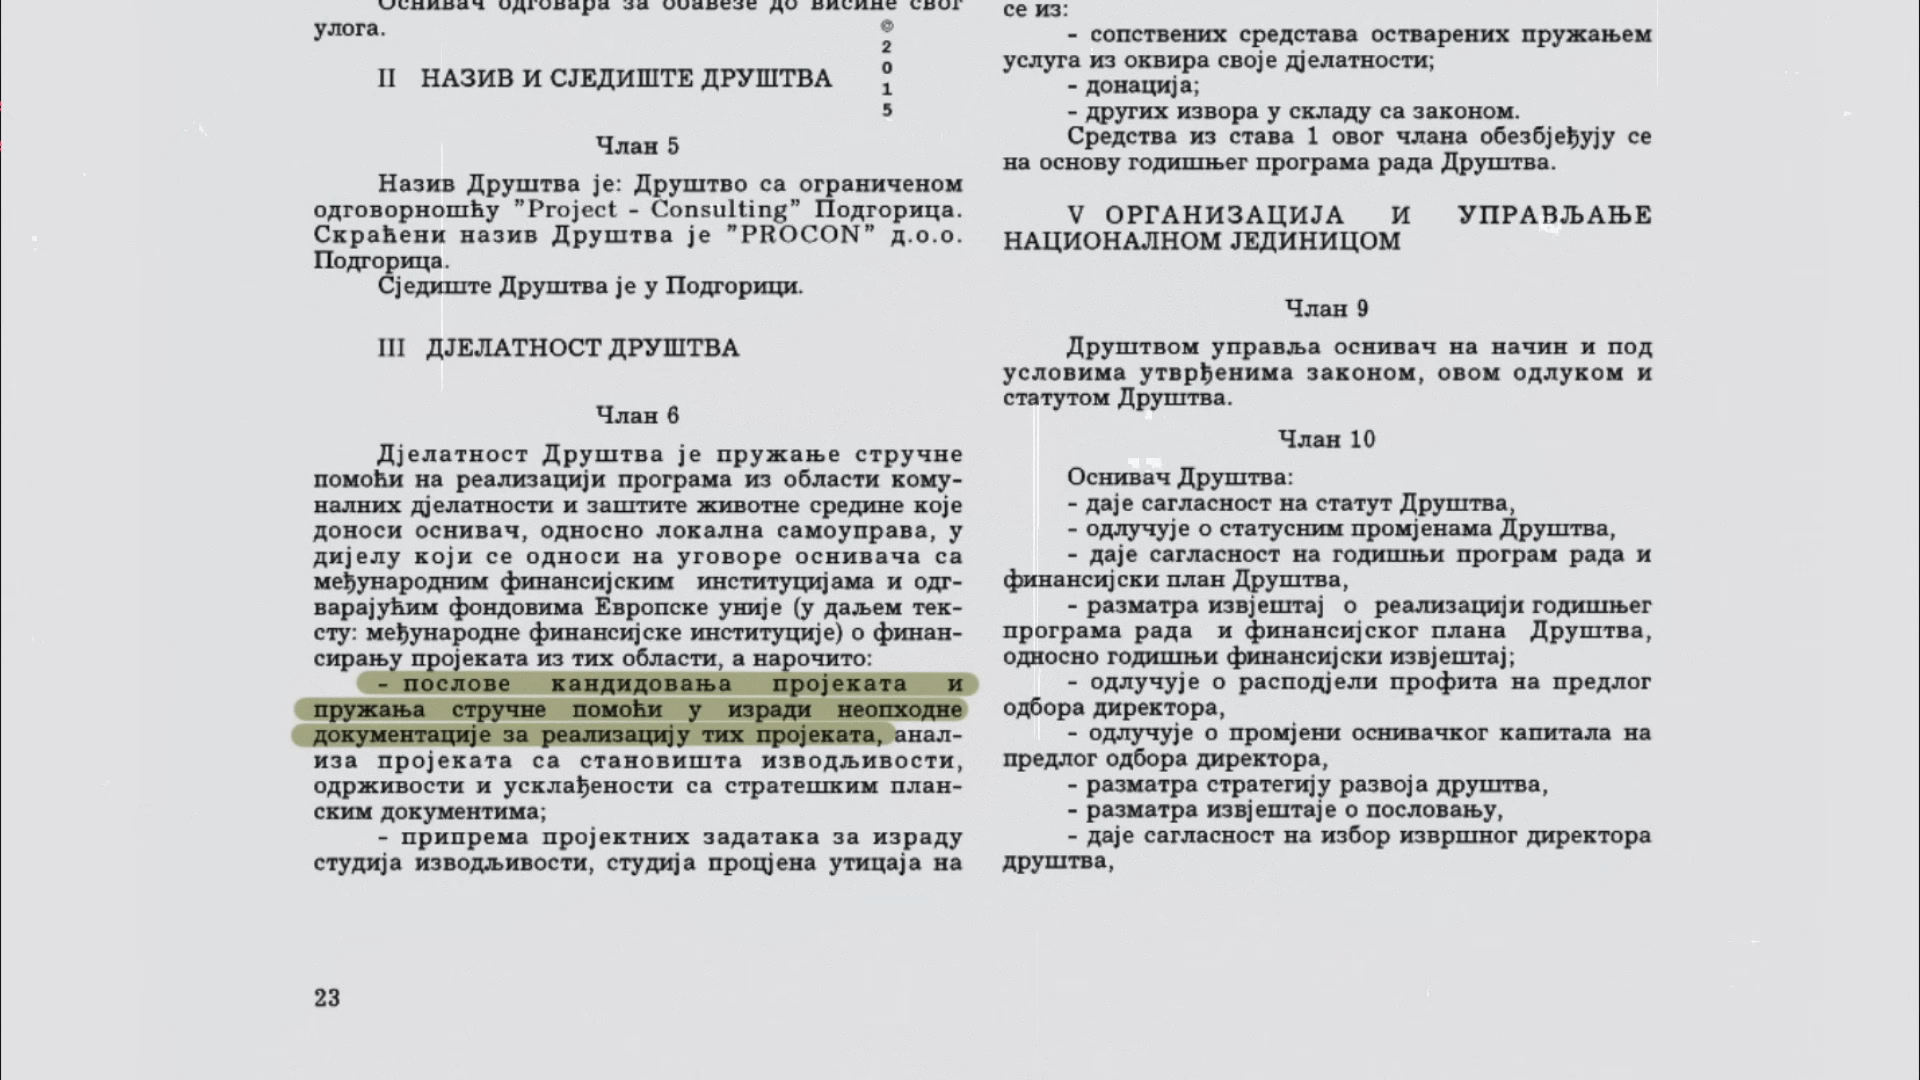 Оснивач одговара за обавезе до висине свог
улога.
©
2
0
1
5
II НАЗИВ И СЈЕДИШТЕ ДРУШТВА
Члан 5
Назив Друштва је: Друштво са ограниченом
одговорношћу ”Project - Consulting” Подгорица.
Скраћени назив Друштва је ”PROCON” д.о.о.
Подгорица.
Сједиште Друштва је у Подгорици.
III ДЈЕЛАТНОСТ ДРУШТВА
Члан 6
Дјелатност Друштва је пружање стручне
помоћи на реализацији програма из области кому-
налних дјелатности и заштите животне средине које
доноси оснивач, односно локална самоуправа, у
дијелу који се односи на уговоре оснивача са
међународним финансијским институцијама и одг-
варајућим фондовима Европске уније (у даљем тек-
сту: међународне финансијске институције) о финан-
сирању пројеката из тих области, а нарочито:
- послове кандидовања пројеката и
пружања стручне помоћи у изради неопходне
документације за реализацију тих пројеката, анал-
иза пројеката са становишта изводљивости,
одрживости и усклађености са стратешким план-
ским документима;
- припрема пројектних задатака за израду
студија изводљивости, студија процјена утицаја на
23
се из:
- сопствених средстава остварених пружањем
услуга из оквира своје дјелатности;
- донација;
- других извора у складу са законом.
Средства из става 1 овог члана обезбјеђују се
на основу годишњег програма рада Друштва.
V ОРГАНИЗАЦИЈА И УПРАВЉАЊЕ
НАЦИОНАЛНОМ ЈЕДИНИЦОМ
Члан 9
Друштвом управља оснивач на начин и под
условима утврђенима законом, овом одлуком и
статутом Друштва.
Члан 10
Оснивач Друштва:
- даје сагласност на статут Друштва,
- одлучује о статусним промјенама Друштва,
- даје сагласност на годишњи програм рада и
финансијски план Друштва,
- разматра извјештај о реализацији годишњег
програма рада и финансијског плана Друштва,
односно годишњи финансијски извјештај;
- одлучује о расподјели профита на предлог
одбора директора,
- одлучује о промјени оснивачког капитала на
предлог одбора директора,
- разматра стратегију развоја друштва,
- разматра извјештаје о пословању,
- даје сагласност на избор извршног директора
друштва,